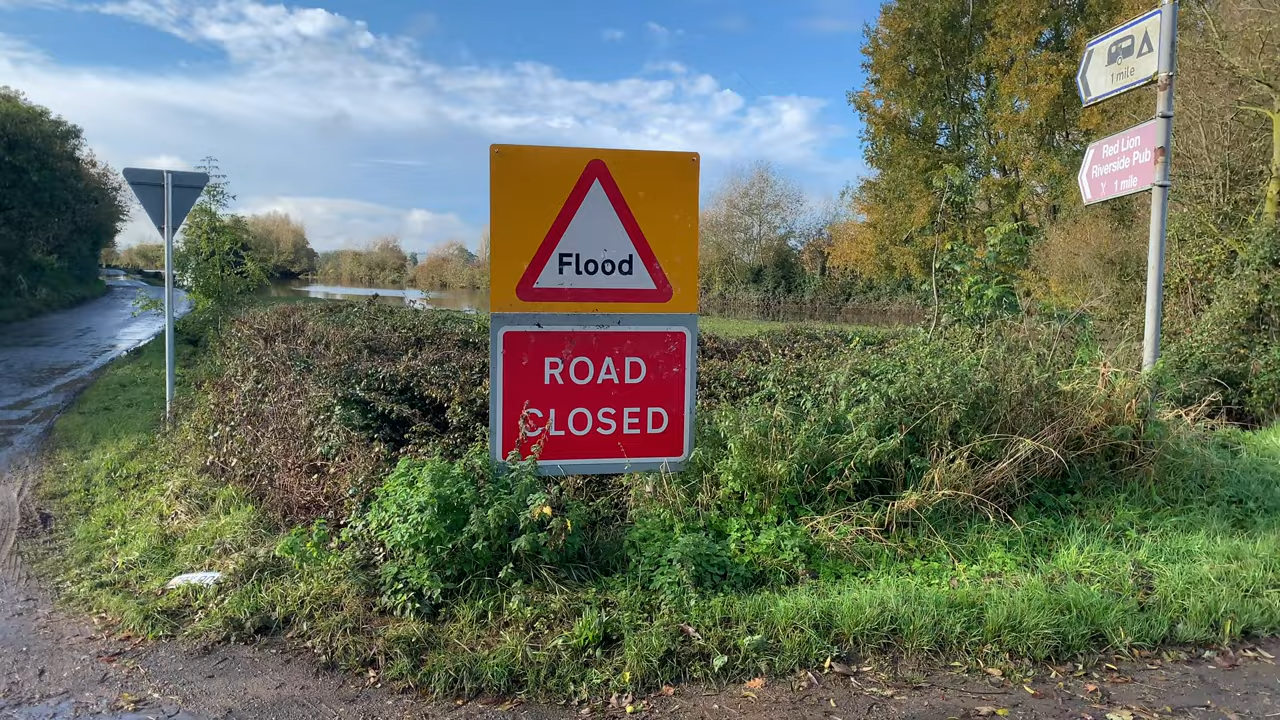 Flood
ROAD
CLOSED
1 mile
Red Lion
Riverside Pub
1 mile